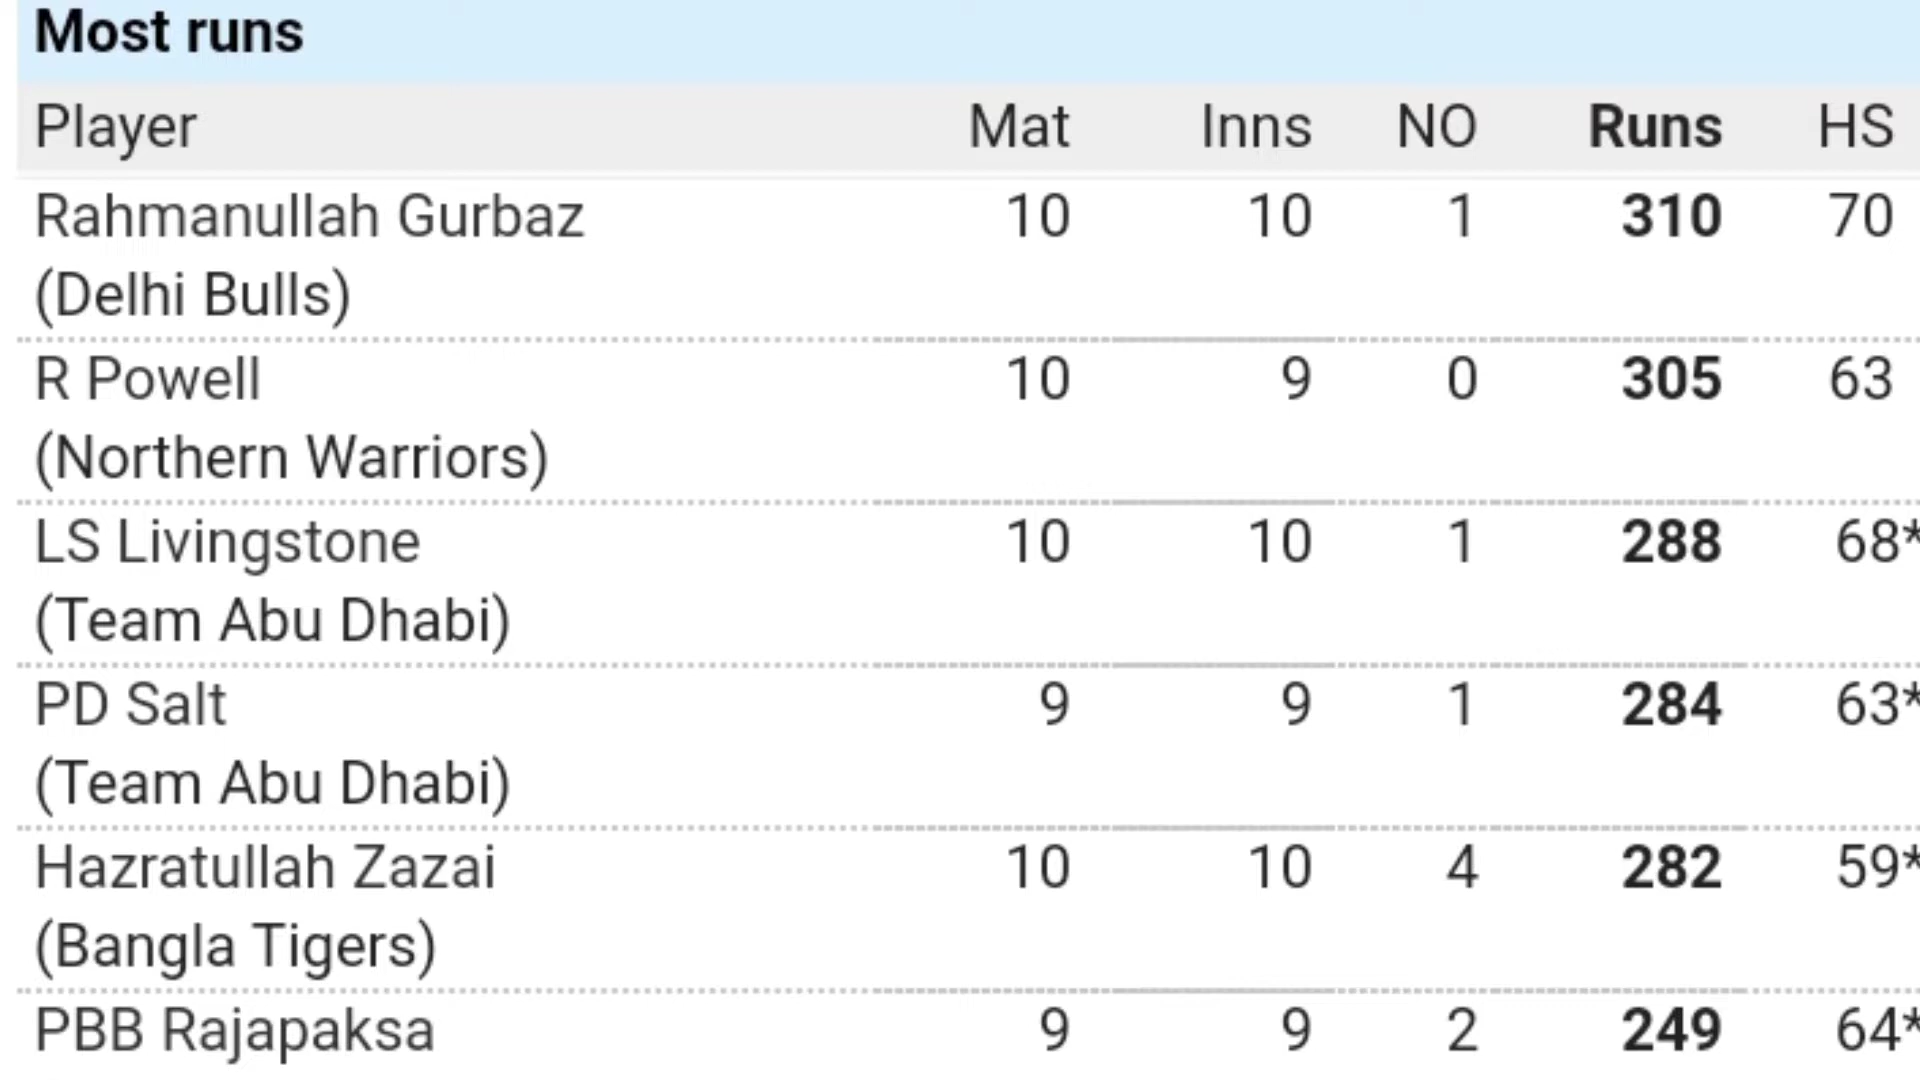 Most runs
Player Mat Inns NO Runs HS
Rahmanullah Gurbaz 10 10 1 310 70
(Delhi Bulls)
R Powell 10 9 0 305 63
(Northern Warriors)
LS Livingstone 10 10 1 288 68*
(Team Abu Dhabi)
PD Salt 9 9 1 284 63*
(Team Abu Dhabi)
Hazratullah Zazai 10 10 4 282 59*
(Bangla Tigers)
PBB Rajapaksa 9 9 2 249 64*